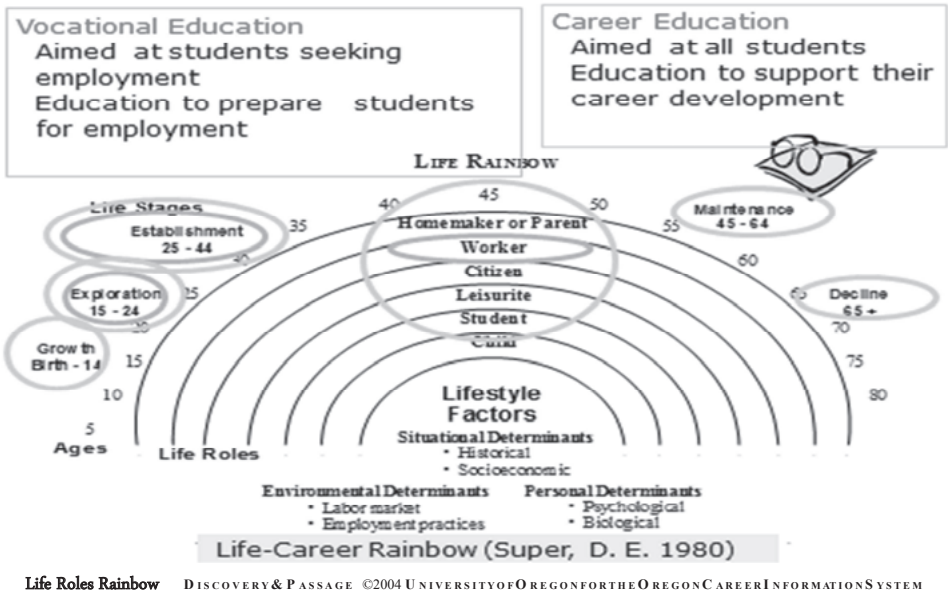 Vocational Education
Aimed at students seeking
employment
Education to prepare students
for employment
Career Education
Aimed at all students
Education to support their
career development
LIFE RAINBOW
Life Stages
Establishment
25 - 44
Exploration
15 - 24
Growth
Birth - 14
Maintenance
45 - 64
Decline
65 +
5
10
15
20
25
40
35
40
45
50
55
60
65
70
75
80
Ages
Life Roles
Homemaker or Parent
Worker
Citizen
Leisurite
Student
Child
Lifestyle
Factors
Situational Determinants
• Historical
• Socioeconomic
Environmental Determinants
• Labor market
• Employment practices
Personal Determinants
• Psychological
• Biological
Life-Career Rainbow (Super, D. E. 1980)
Life Roles Rainbow DISCOVERY & PASSAGE ©2004 UNIVERSITY OF OREGON FOR THE OREGON CAREER INFORMATION SYSTEM